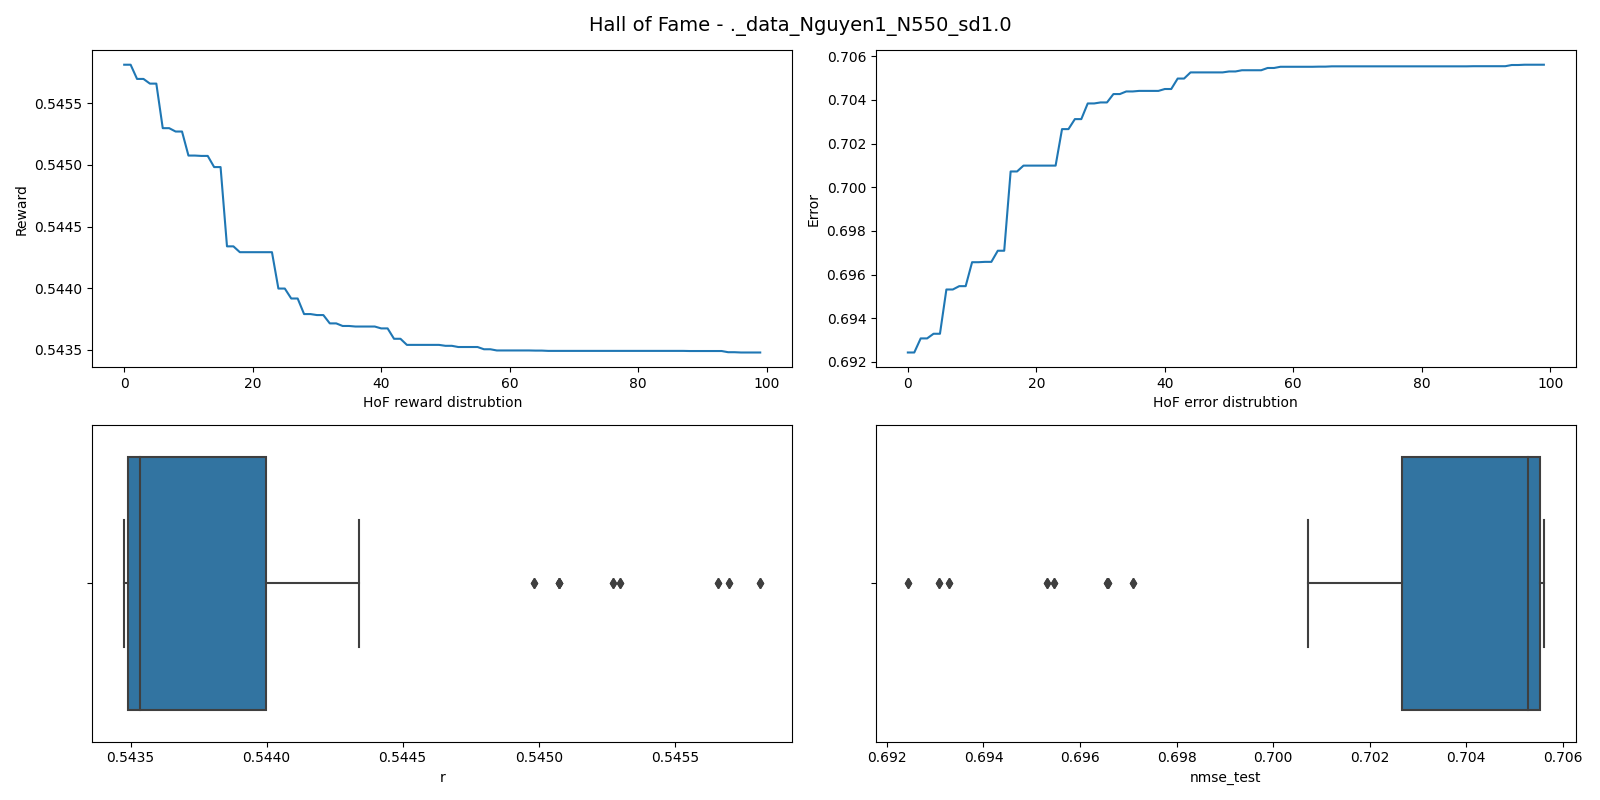 Hall of Fame - ._data_Nguyen1_N550_sd1.0
Reward
0.5455
0.5450
0.5445
0.5440
0.5435
0 20 40 60 80 100
HoF reward distrubtion
Error
0.706
0.704
0.702
0.700
0.698
0.696
0.694
0.692
0 20 40 60 80 100
HoF error distrubtion
0.5435 0.5440 0.5445 0.5450 0.5455
r
0.692 0.694 0.696 0.698 0.700 0.702 0.704 0.706
nmse_test